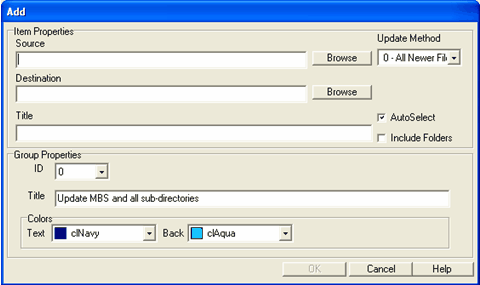 Add
Item Properties
Source
Update Method
Browse
0 - All Newer Fil
Destination
Browse
Title
AutoSelect
Include Folders
Group Properties
ID 0
Title Update MBS and all sub-directories
Colors
Text clNavy Back clAqua
OK Cancel Help